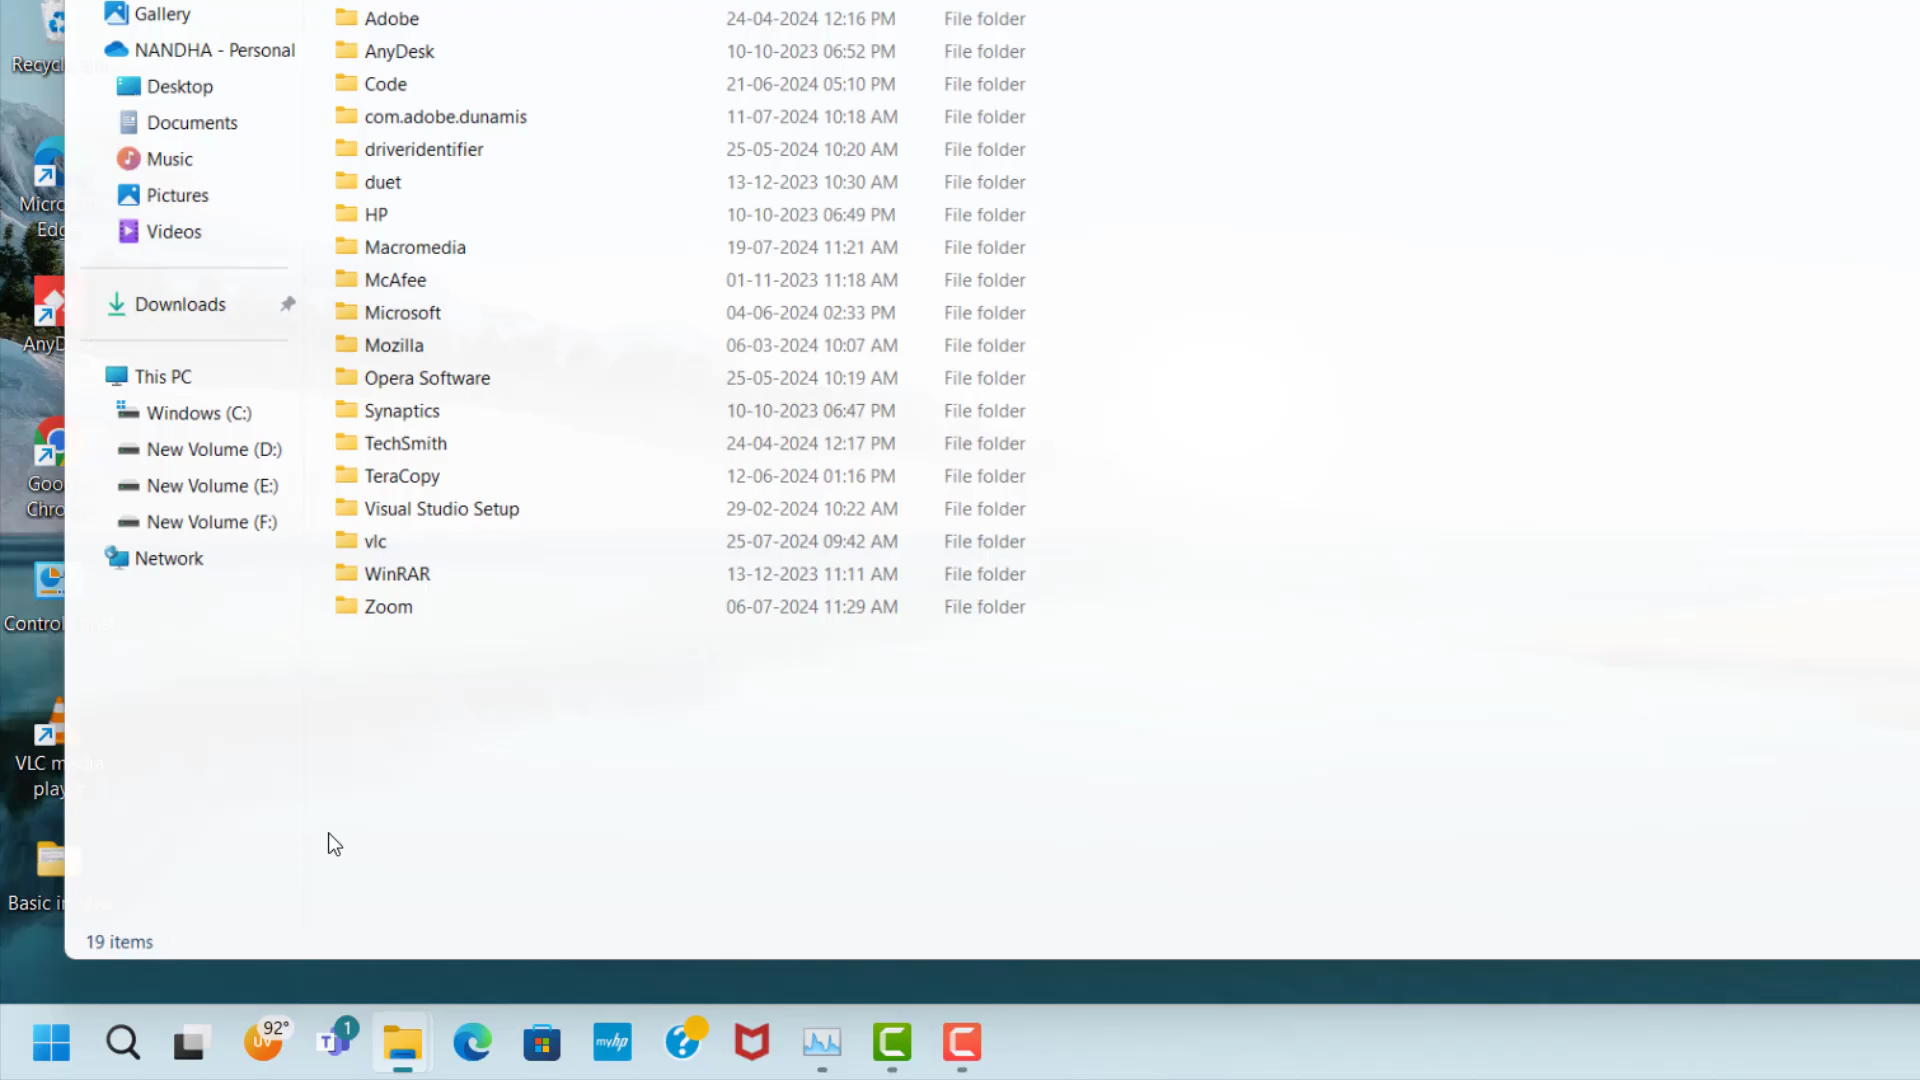 Gallery
NANDHA - Personal
Desktop
Documents
Music
Pictures
Videos
Downloads
This PC
Windows (C:)
New Volume (D:)
New Volume (E:)
New Volume (F:)
Network
Adobe 24-04-2024 12:16 PM File folder
AnyDesk 10-10-2023 06:52 PM File folder
Code 21-06-2024 05:10 PM File folder
com.adobe.dunamis 11-07-2024 10:18 AM File folder
driveridentifier 25-05-2024 10:20 AM File folder
duet 13-12-2023 10:30 AM File folder
HP 10-10-2023 06:49 PM File folder
Macromedia 19-07-2024 11:21 AM File folder
McAfee 01-11-2023 11:18 AM File folder
Microsoft 04-06-2024 02:33 PM File folder
Mozilla 06-03-2024 10:07 AM File folder
Opera Software 25-05-2024 10:19 AM File folder
Synaptics 10-10-2023 06:47 PM File folder
TechSmith 24-04-2024 12:17 PM File folder
TeraCopy 12-06-2024 01:16 PM File folder
Visual Studio Setup 29-02-2024 10:22 AM File folder
vlc 25-07-2024 09:42 AM File folder
WinRAR 13-12-2023 11:11 AM File folder
Zoom 06-07-2024 11:29 AM File folder
VLC media
player
19 items
92°
UV
T
1
myhp
?